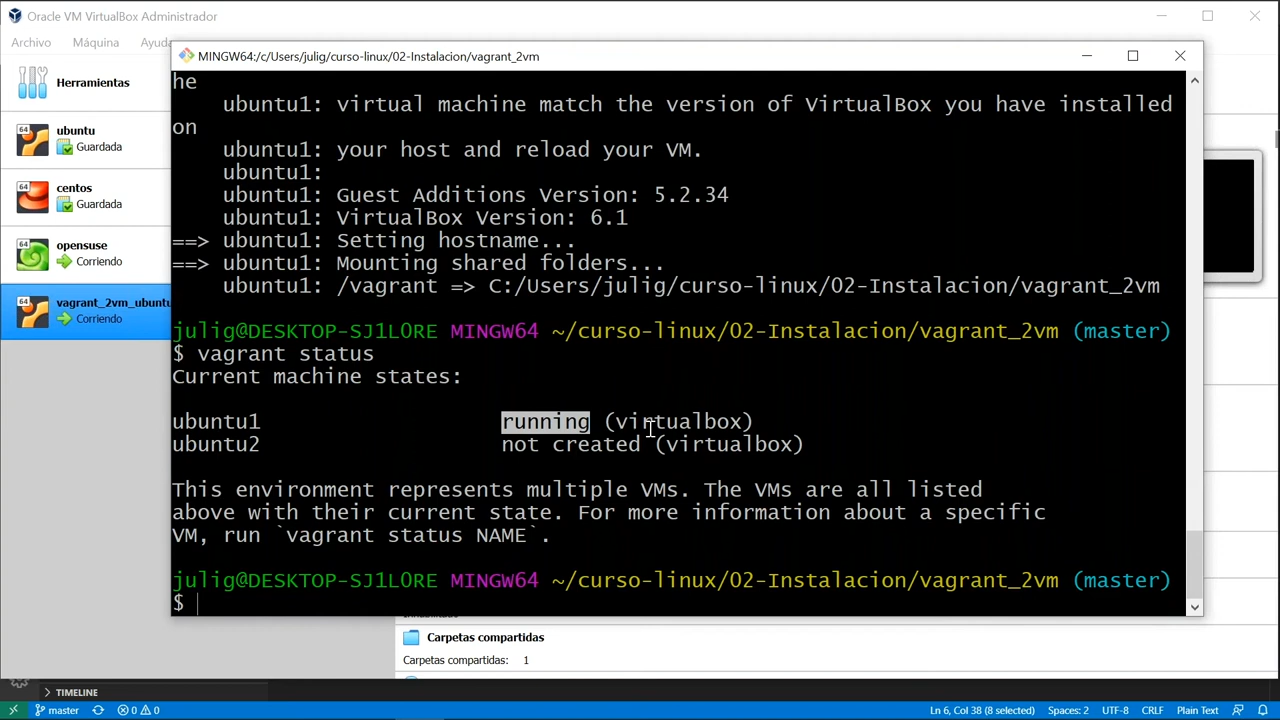 Oracle VM VirtualBox Administrador
Archivo Máquina Ayuda
MINGW64:/c/Users/julig/curso-linux/02-Instalacion/vagrant_2vm
Herramientas
ubuntu
Guardada
centos
Guardada
opensuse
Corriendo
vagrant_2vm_ubuntu
Corriendo
he
ubuntu1: virtual machine match the version of VirtualBox you have installed
on
ubuntu1: your host and reload your VM.
ubuntu1:
ubuntu1: Guest Additions Version: 5.2.34
ubuntu1: VirtualBox Version: 6.1
==> ubuntu1: Setting hostname...
==> ubuntu1: Mounting shared folders...
ubuntu1: /vagrant => C:/Users/julig/curso-linux/02-Instalacion/vagrant_2vm
julig@DESKTOP-SJ1LORE MINGW64 ~/curso-linux/02-Instalacion/vagrant_2vm (master)
$ vagrant status
Current machine states:
ubuntu1 running (virtualbox)
ubuntu2 not created (virtualbox)
This environment represents multiple VMs. The VMs are all listed
above with their current state. For more information about a specific
VM, run `vagrant status NAME`.
julig@DESKTOP-SJ1LORE MINGW64 ~/curso-linux/02-Instalacion/vagrant_2vm (master)
$
Carpetas compartidas
Carpetas compartidas: 1
TIMELINE
master 0 0 Ln 6, Col 38 (8 selected) Spaces: 2 UTF-8 CRLF Plain Text